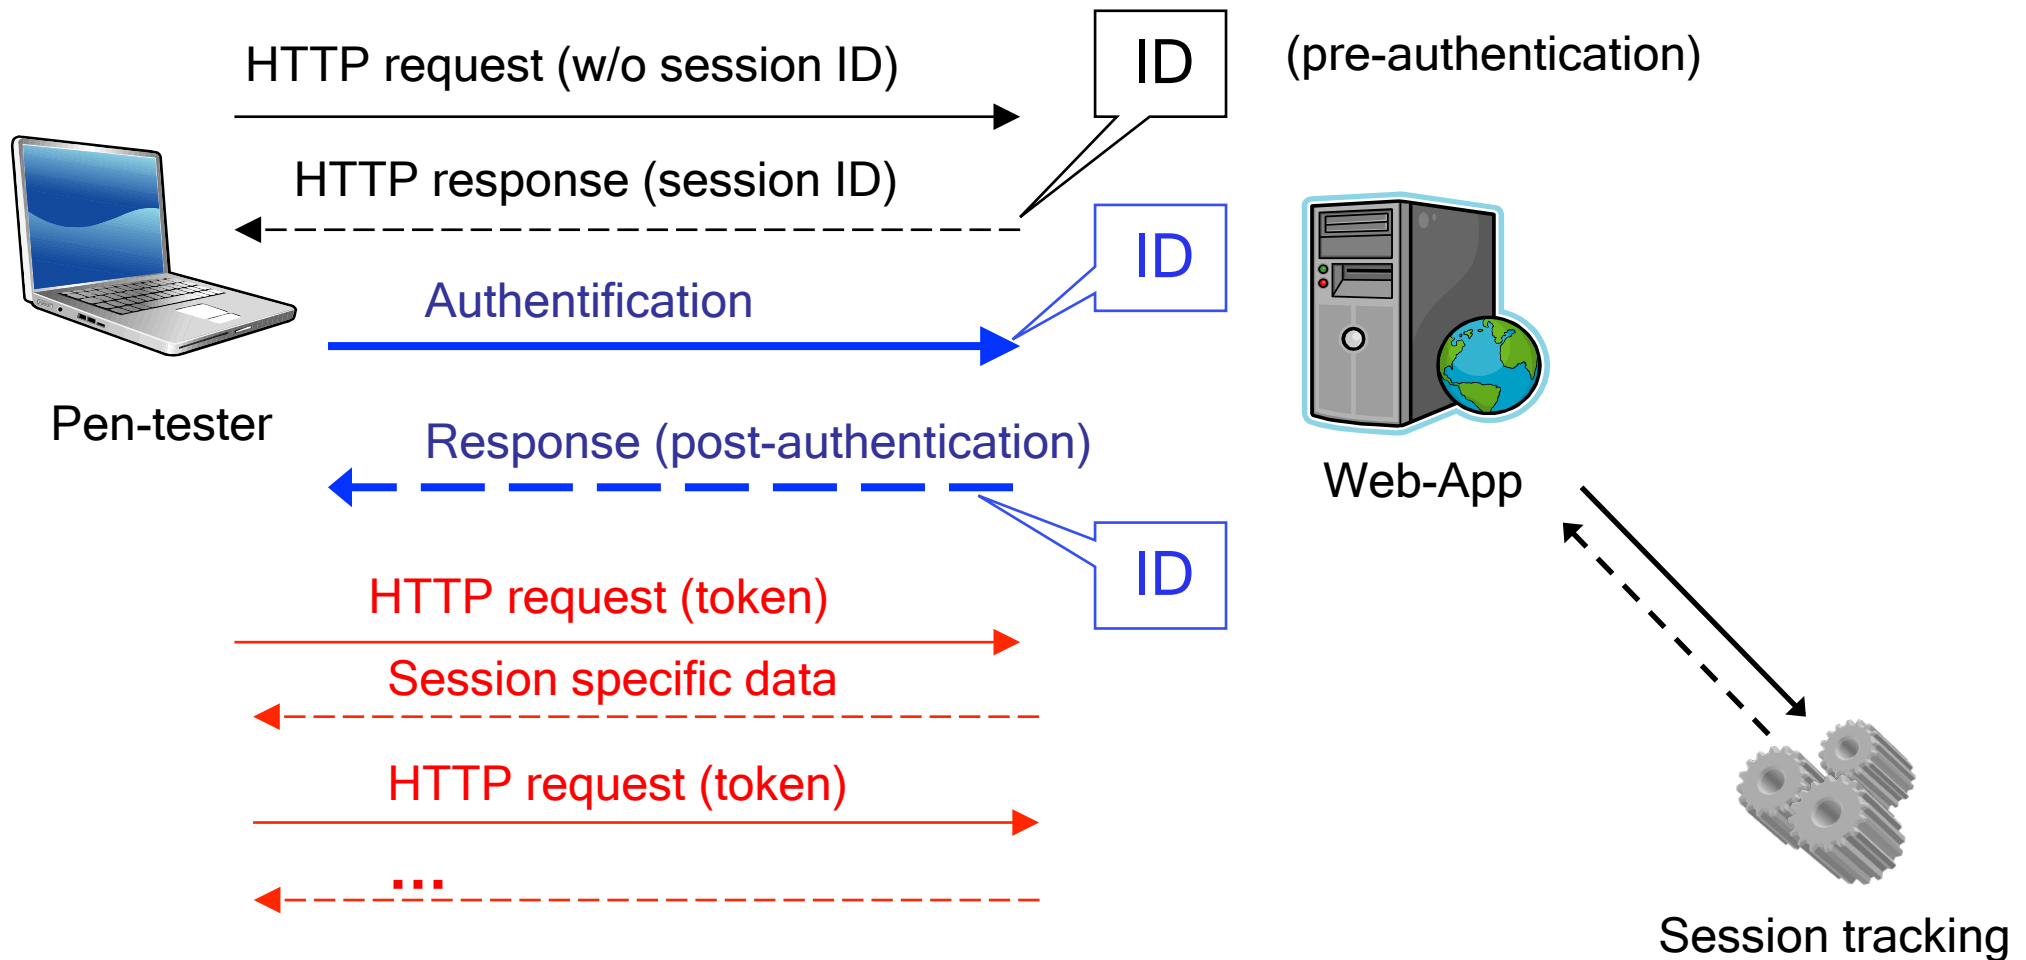 HTTP request (w/o session ID)
ID
(pre-authentication)
HTTP response (session ID)
ID
Authentification
Pen-tester
Response (post-authentication)
Web-App
ID
HTTP request (token)
Session specific data
HTTP request (token)
...
Session tracking